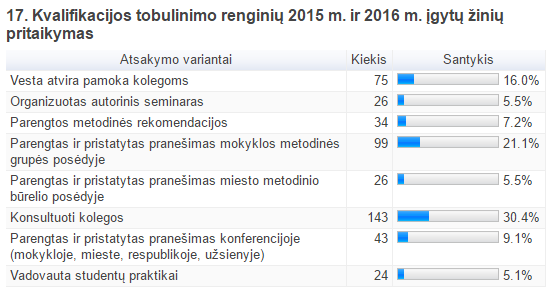 17. Kvalifikacijos tobulinimo renginių 2015 m. ir 2016 m. įgytų žinių
pritaikymas
Atsakymo variantai Kiekis Santykis
Vesta atvira pamoka kolegoms 75 16.0%
Organizuotas autorinis seminaras 26 5.5%
Parengtos metodinės rekomendacijos 34 7.2%
Parengtas ir pristatytas pranešimas mokyklos metodinės 99 21.1%
grupės posėdyje
Parengtas ir pristatytas pranešimas miesto metodinio 26 5.5%
būrelio posėdyje
Konsultuoti kolegos 143 30.4%
Parengtas ir pristatytas pranešimas konferencijoje 43 9.1%
(mokykloje, mieste, respublikoje, užsienyje)
Vadovauta studentų praktikai 24 5.1%